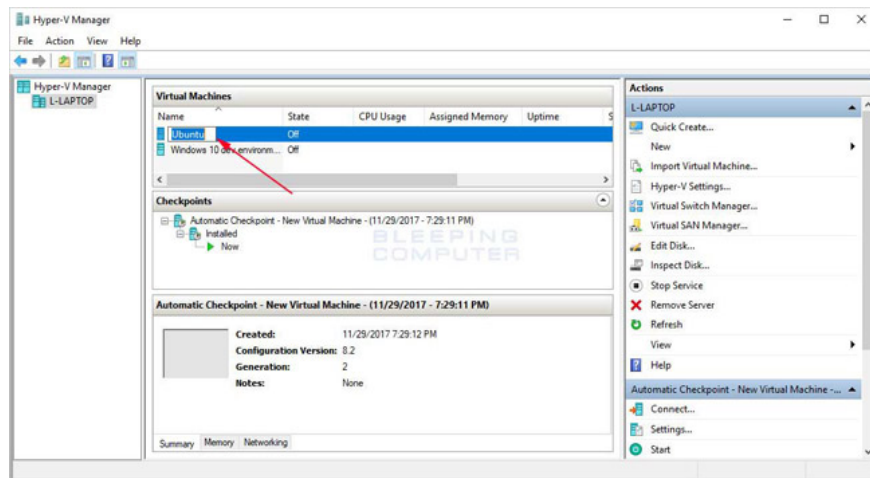 Hyper-V Manager
File Action View Help
Hyper-V Manager
L-LAPTOP
Virtual Machines
Name State CPU Usage Assigned Memory Uptime S
Ubuntu Off
Windows 10 dev environm... Off
Checkpoints
Automatic Checkpoint - New Virtual Machine - (11/29/2017 - 7:29:11 PM)
Installed
Now
BLEEPING
COMPUTER
Automatic Checkpoint - New Virtual Machine - (11/29/2017 - 7:29:11 PM)
Created: 11/29/2017 7:29:12 PM
Configuration Version: 8.2
Generation: 2
Notes: None
Summary Memory Networking
Actions
L-LAPTOP
Quick Create...
New
Import Virtual Machine...
Hyper-V Settings...
Virtual Switch Manager...
Virtual SAN Manager...
Edit Disk...
Inspect Disk...
Stop Service
Remove Server
Refresh
View
Help
Automatic Checkpoint - New Virtual Machine -...
Connect...
Settings...
Start